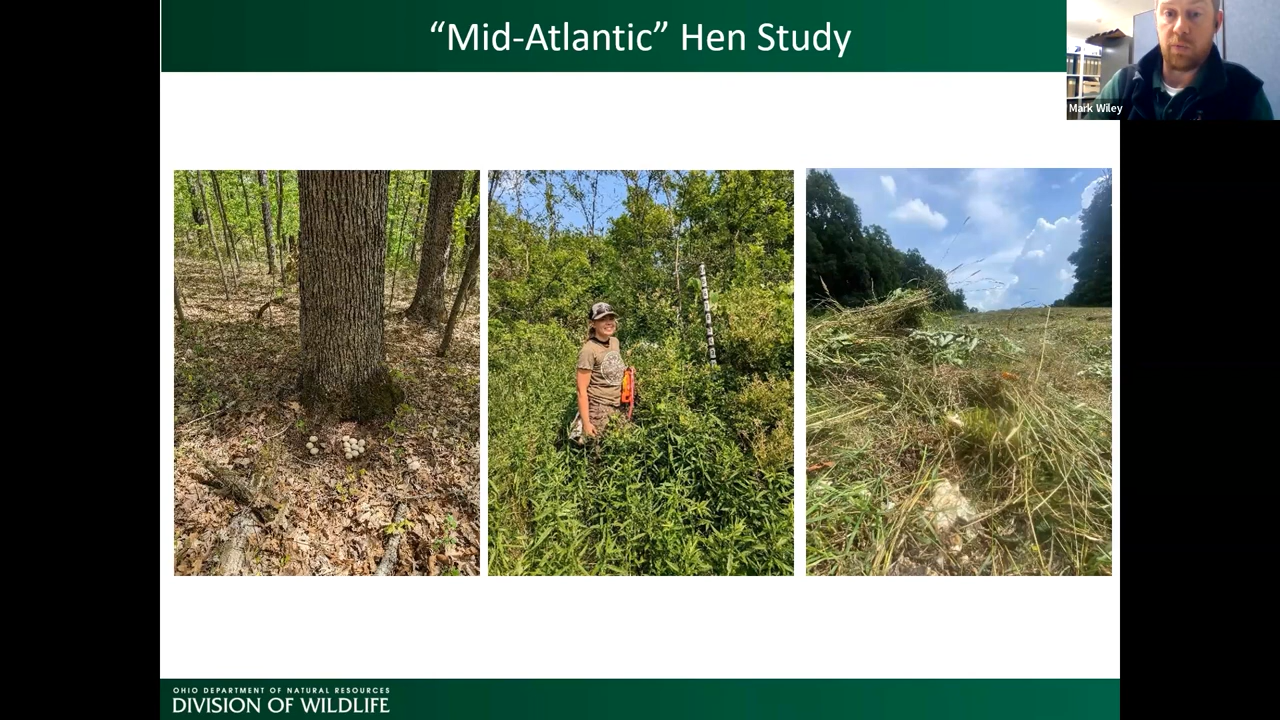 “Mid-Atlantic” Hen Study
Mark Wiley
OHIO DEPARTMENT OF NATURAL RESOURCES
DIVISION OF WILDLIFE